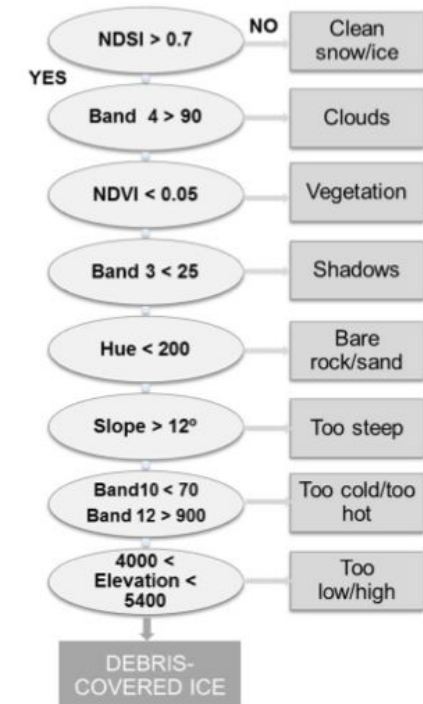 NDSI > 0.7
NO
Clean
snow/ice
YES
Band 4 > 90
Clouds
NDVI < 0.05
Vegetation
Band 3 < 25
Shadows
Hue < 200
Bare
rock/sand
Slope > 12º
Too steep
Band10 < 70
Band 12 > 900
Too cold/too
hot
4000 <
Elevation <
5400
Too
low/high
DEBRIS-
COVERED ICE